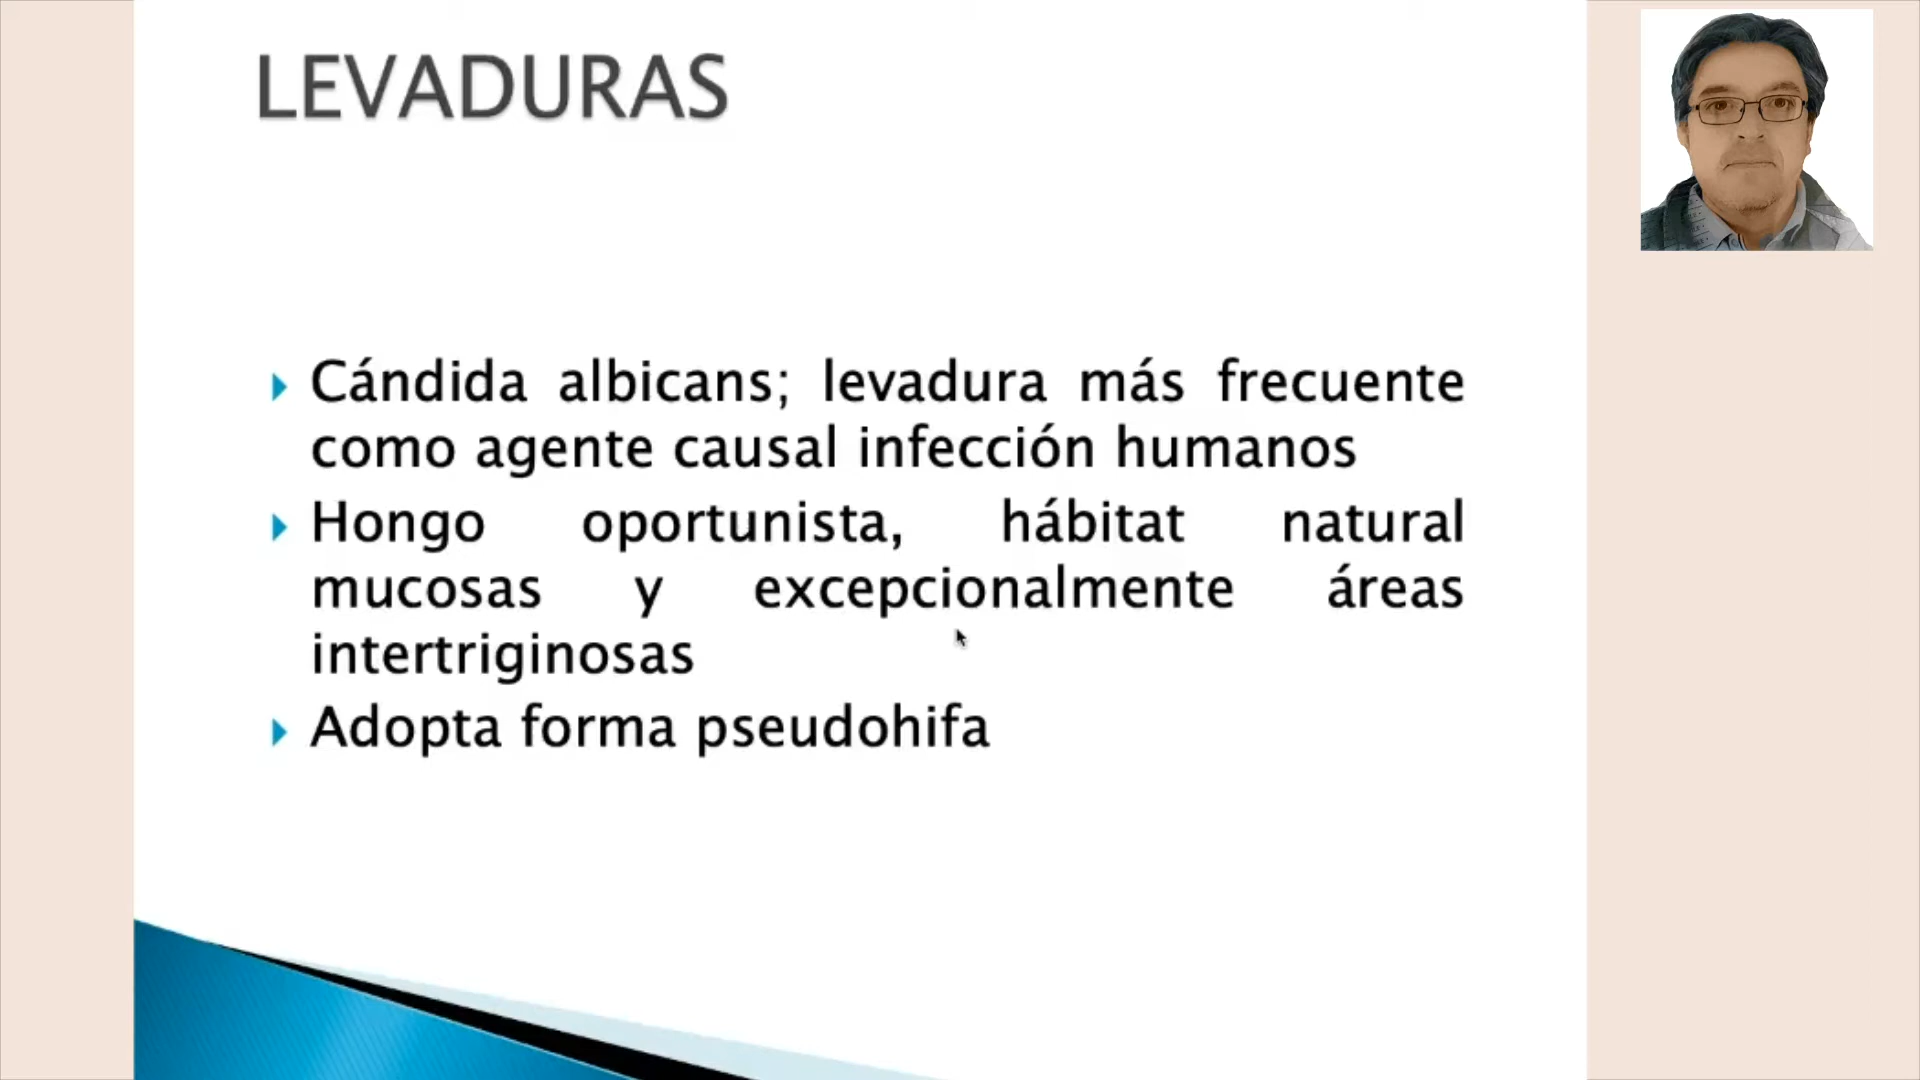 LEVADURAS
Cándida albicans; levadura más frecuente
como agente causal infección humanos
Hongo oportunista, hábitat natural
mucosas y excepcionalmente áreas
intertriginosas
Adopta forma pseudohifa